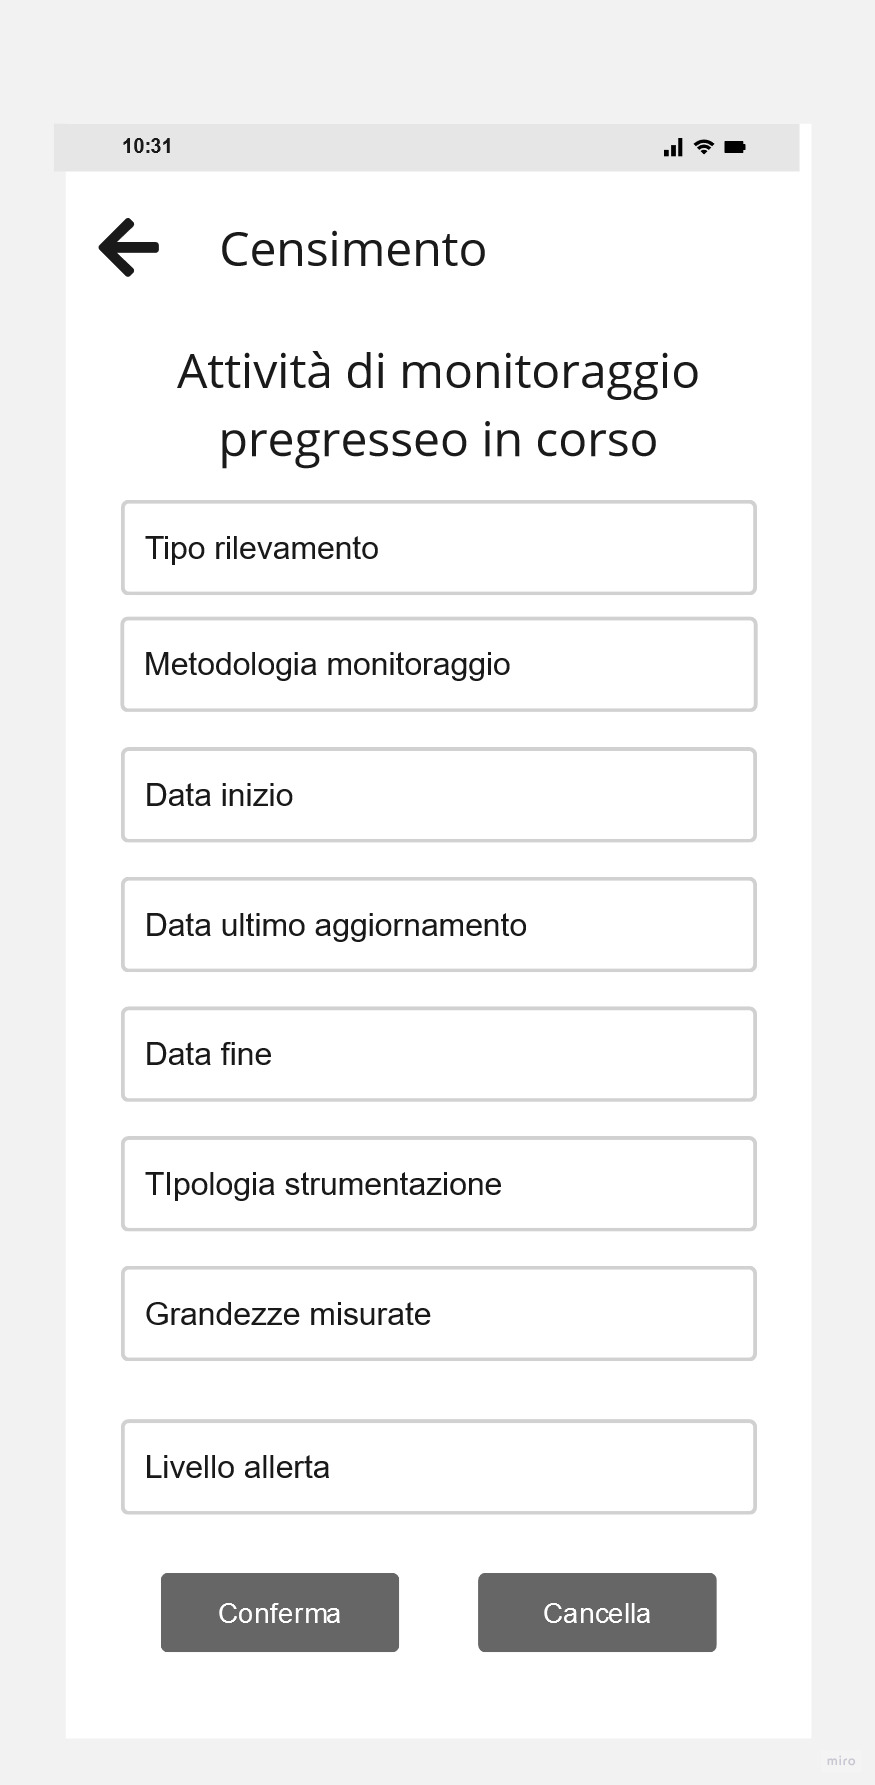 10:31
Censimento
Attività di monitoraggio
pregresseo in corso
Tipo rilevamento
Metodologia monitoraggio
Data inizio
Data ultimo aggiornamento
Data fine
TIpologia strumentazione
Grandezze misurate
Livello allerta
Conferma
Cancella
miro